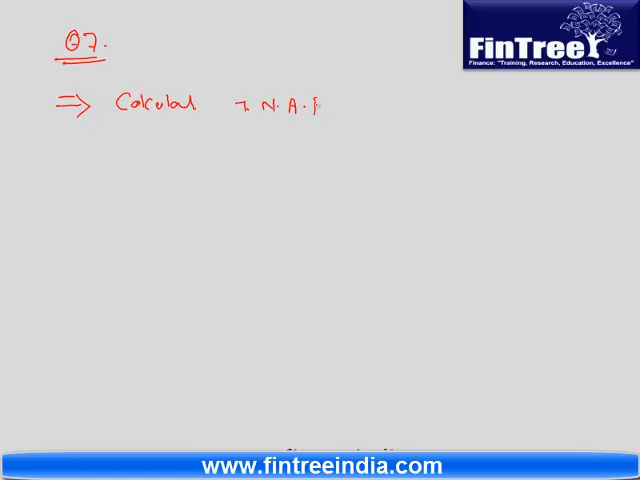 FinTree
Finance: "Training, Research, Education, Excellence"
Q7.
⇒ Calculat T. N. A.
www.fintreeindia.com